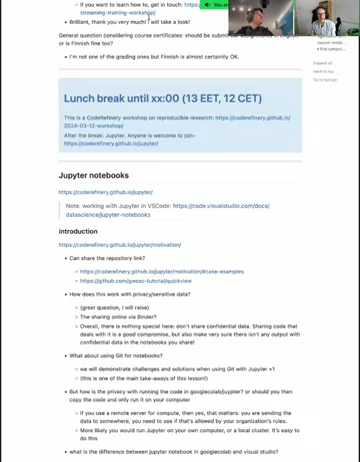 If you want to learn how to, get in touch: https:
streaming-training-workshop/
Brilliant, thank you very much! I will take a look!
General question considering course certificates: should be
or is Finnish fine too?
I'm not one of the grading ones but Finnish is almost certaintly OK.
Lunch break until xx:00 (13 EET, 12 CET)
This is a CodeRefinery workshop on reproducible research: https://coderefinery.github.io/
2024-03-12-workshop/
After the break: Jupyter. Anyone is welcome to join-
https://coderefinery.github.io/jupyter/
Jupyter notebooks
https://coderefinery.github.io/jupyter/
Note: working with Jupyter in VSCode: https://code.visualstudio.com/docs/
datascience/jupyter-notebooks
introduction
https://coderefinery.github.io/jupyter/motivation/
Can share the repository link?
https://coderefinery.github.io/jupyter/motivation/#case-examples
https://github.com/gwosc-tutorial/quickview
How does this work with privacy/sensitive data?
(great question, I will raise)
The sharing online via Binder?
Overall, there is nothing special here: don't share confidential data. Sharing code that
deals with it is a good compromise, but also make very sure there isn't any output with
confidential data in the notebooks you share!
What about using Git for notebooks?
we will demonstrate challenges and solutions when using Git with Jupyter +1
(this is one of the main take-aways of this lesson!)
But how is the privacy with running the code in googlecolab/jupyter? or should you then
copy the code and only run it on your computer
If you use a remote server for compute, then yes, that matters: you are sending the
data to somewhere, you need to see if that's allowed by your organization's rules.
More likely you would run Jupyter on your own computer, or a local cluster. It's easy to
do this
what is the difference between jupyter notebook in googlecolab and visual studio?